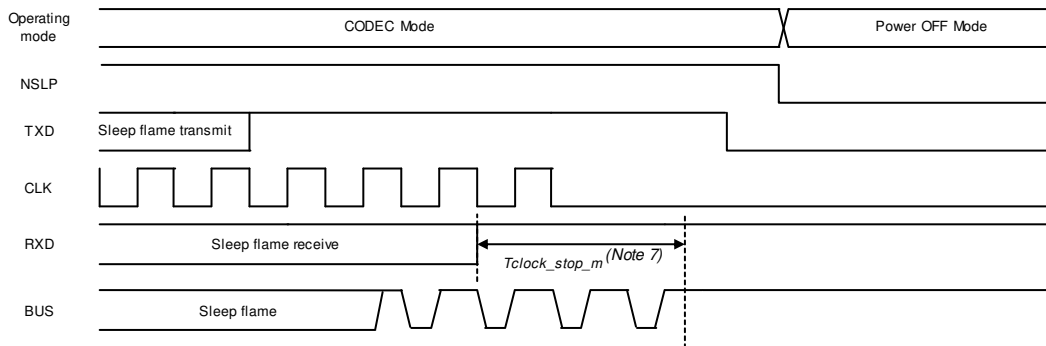 Operating
mode
CODEC Mode
Power OFF Mode
NSLP
TXD
Sleep flame transmit
CLK
RXD
Sleep flame receive
Tclock_stop_m(Note 7)
BUS
Sleep flame